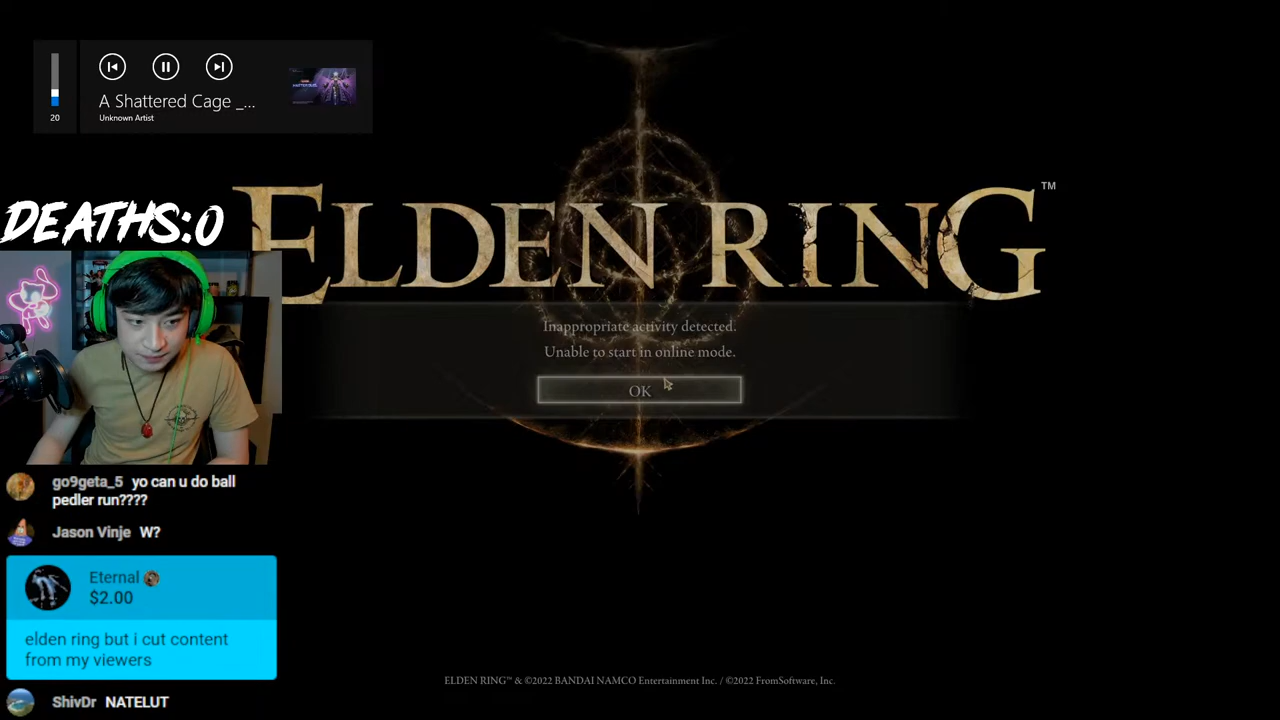 20
A Shattered Cage _...
Unknown Artist
DEATHS:0
ELDEN RING™
Inappropriate activity detected.
Unable to start in online mode.
OK
go9geta_5 yo can u do ball
pedler run????
Jason Vinje W?
Eternal
$2.00
elden ring but i cut content
from my viewers
ShivDr NATELUT
ELDEN RING™ & ©2022 BANDAI NAMCO Entertainment Inc. / ©2022 FromSoftware, Inc.